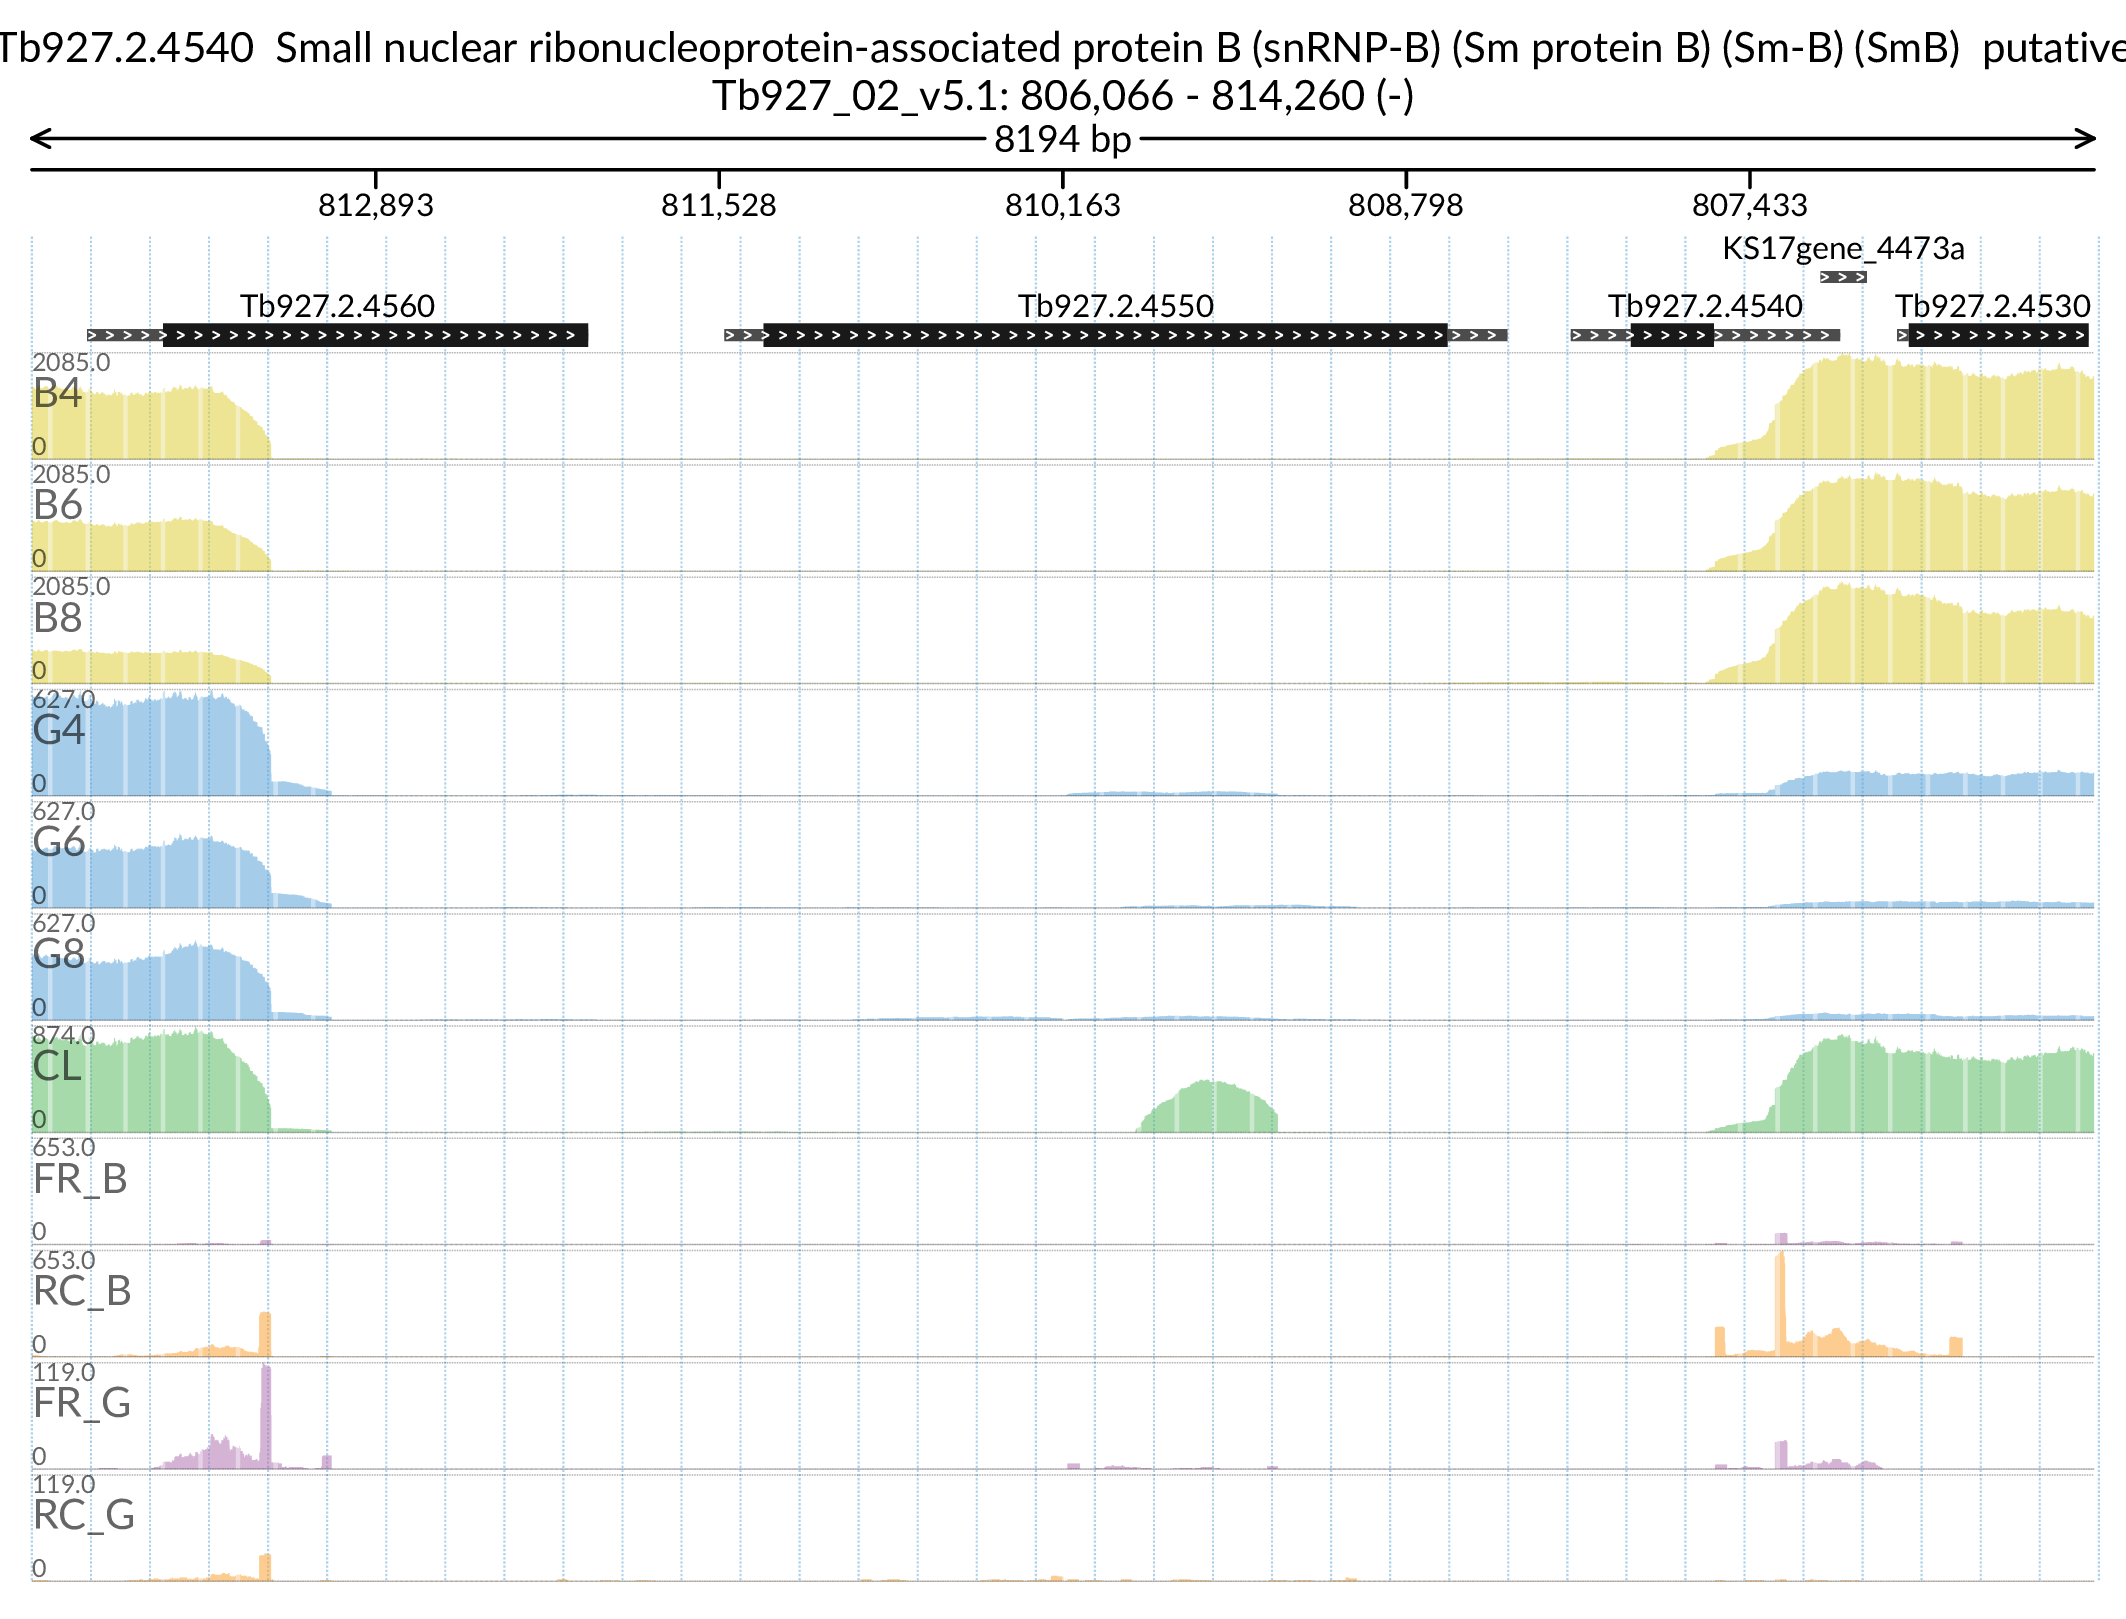 Tb927.2.4540  Small nuclear ribonucleoprotein-associated protein B (snRNP-B) (Sm protein B) (Sm-B) (SmB)  putative
Tb927_02_v5.1: 806,066 - 814,260 (-)
8194 bp
812,893 811,528 810,163 808,798 807,433
KS17gene_4473a
Tb927.2.4560 Tb927.2.4550 Tb927.2.4540 Tb927.2.4530
2085.0
B4
0
2085.0
B6
0
2085.0
B8
0
627.0
G4
0
627.0
G6
0
627.0
G8
0
874.0
CL
0
653.0
FR_B
0
653.0
RC_B
0
119.0
FR_G
0
119.0
RC_G
0